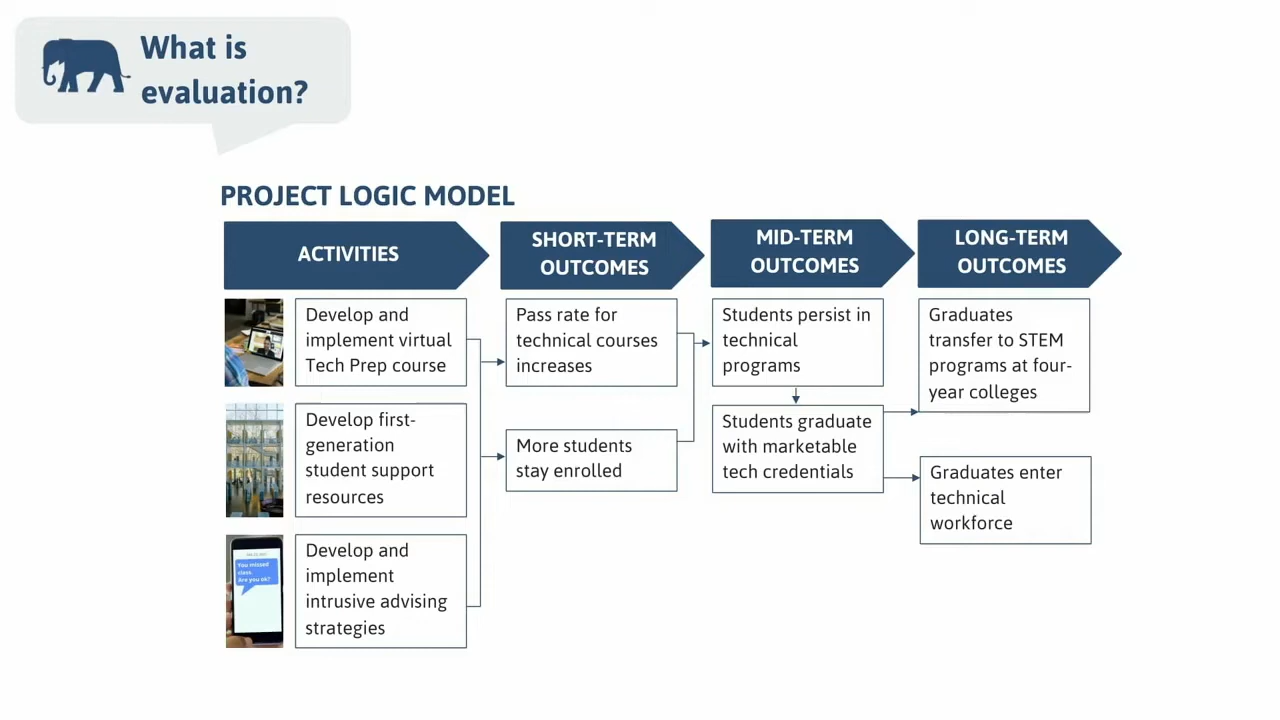 What is
evaluation?
PROJECT LOGIC MODEL
ACTIVITIES
SHORT-TERM
OUTCOMES
MID-TERM
OUTCOMES
LONG-TERM
OUTCOMES
Develop and
implement virtual
Tech Prep course
Develop first-
generation
student support
resources
You missed
class.
Are you ok?
Develop and
implement
intrusive advising
strategies
Pass rate for
technical courses
increases
More students
stay enrolled
Students persist in
technical
programs
Students graduate
with marketable
tech credentials
Graduates
transfer to STEM
programs at four-
year colleges
Graduates enter
technical
workforce